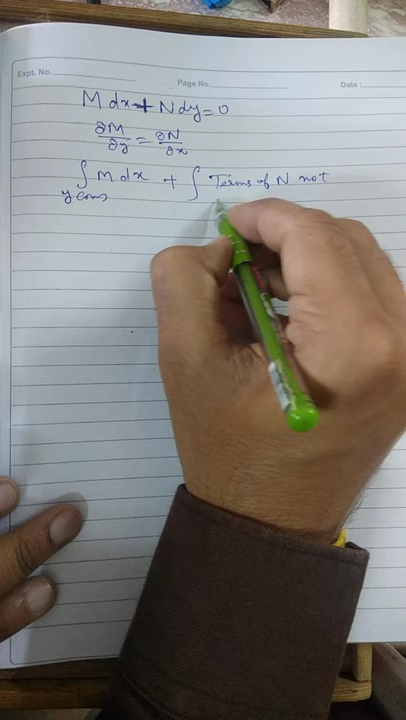 Expt. No.
Page No.
Date :
M dx + N dy = 0
∂M/∂y = ∂N/∂x
∫ M dx + ∫ Terms of N not
y cons